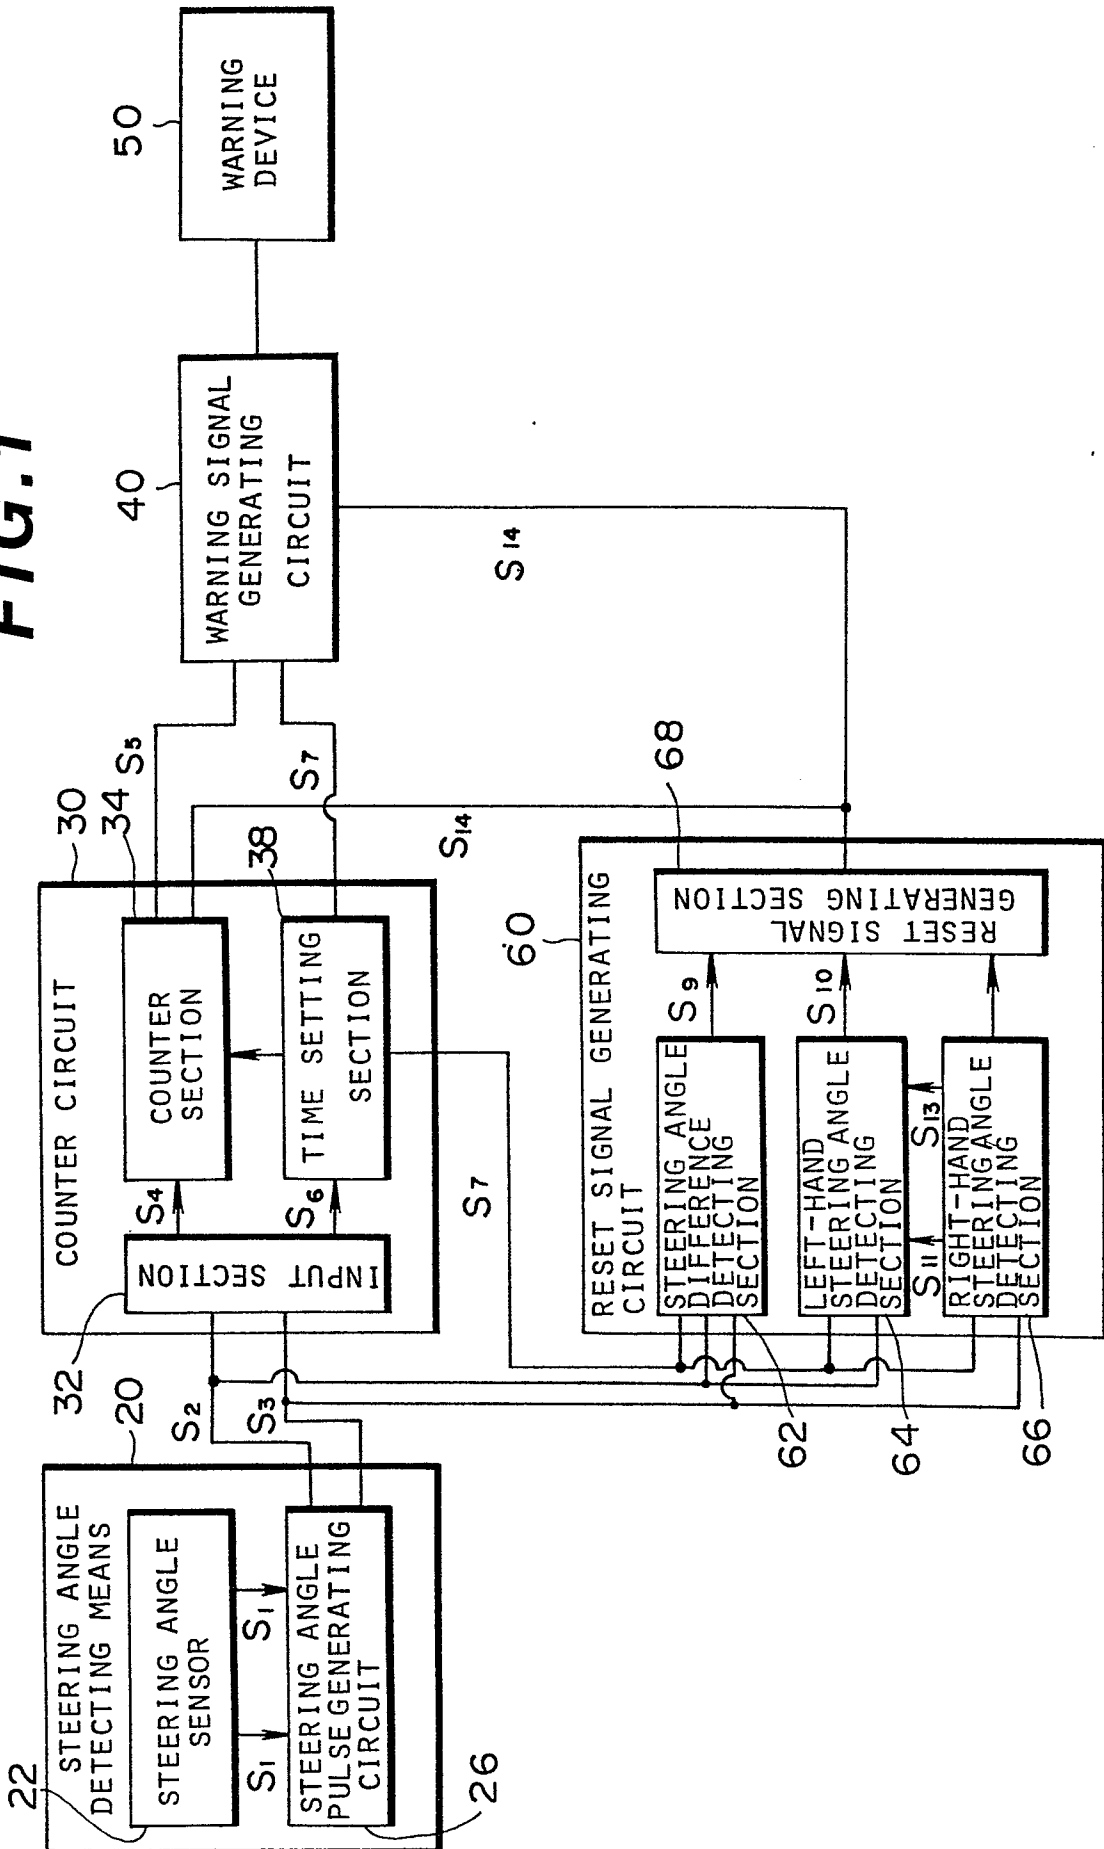 FIG.1
STEERING ANGLE
DETECTING MEANS
20
22
STEERING ANGLE
SENSOR
S1
S1
STEERING ANGLE
PULSE GENERATING
CIRCUIT
26
S2
S3
COUNTER CIRCUIT
30
32
INPUT SECTION
S4
S6
34
COUNTER
SECTION
38
TIME SETTING
SECTION
S5
S7
S14
S7
40
WARNING SIGNAL
GENERATING
CIRCUIT
S14
50
WARNING
DEVICE
60
RESET SIGNAL GENERATING
CIRCUIT
STEERING ANGLE
DIFFERENCE
DETECTING
SECTION
62
S9
LEFT-HAND
STEERING ANGLE
DETECTING
SECTION
64
S10
S11
S13
RIGHT-HAND
STEERING ANGLE
DETECTING
SECTION
66
68
RESET SIGNAL
GENERATING SECTION